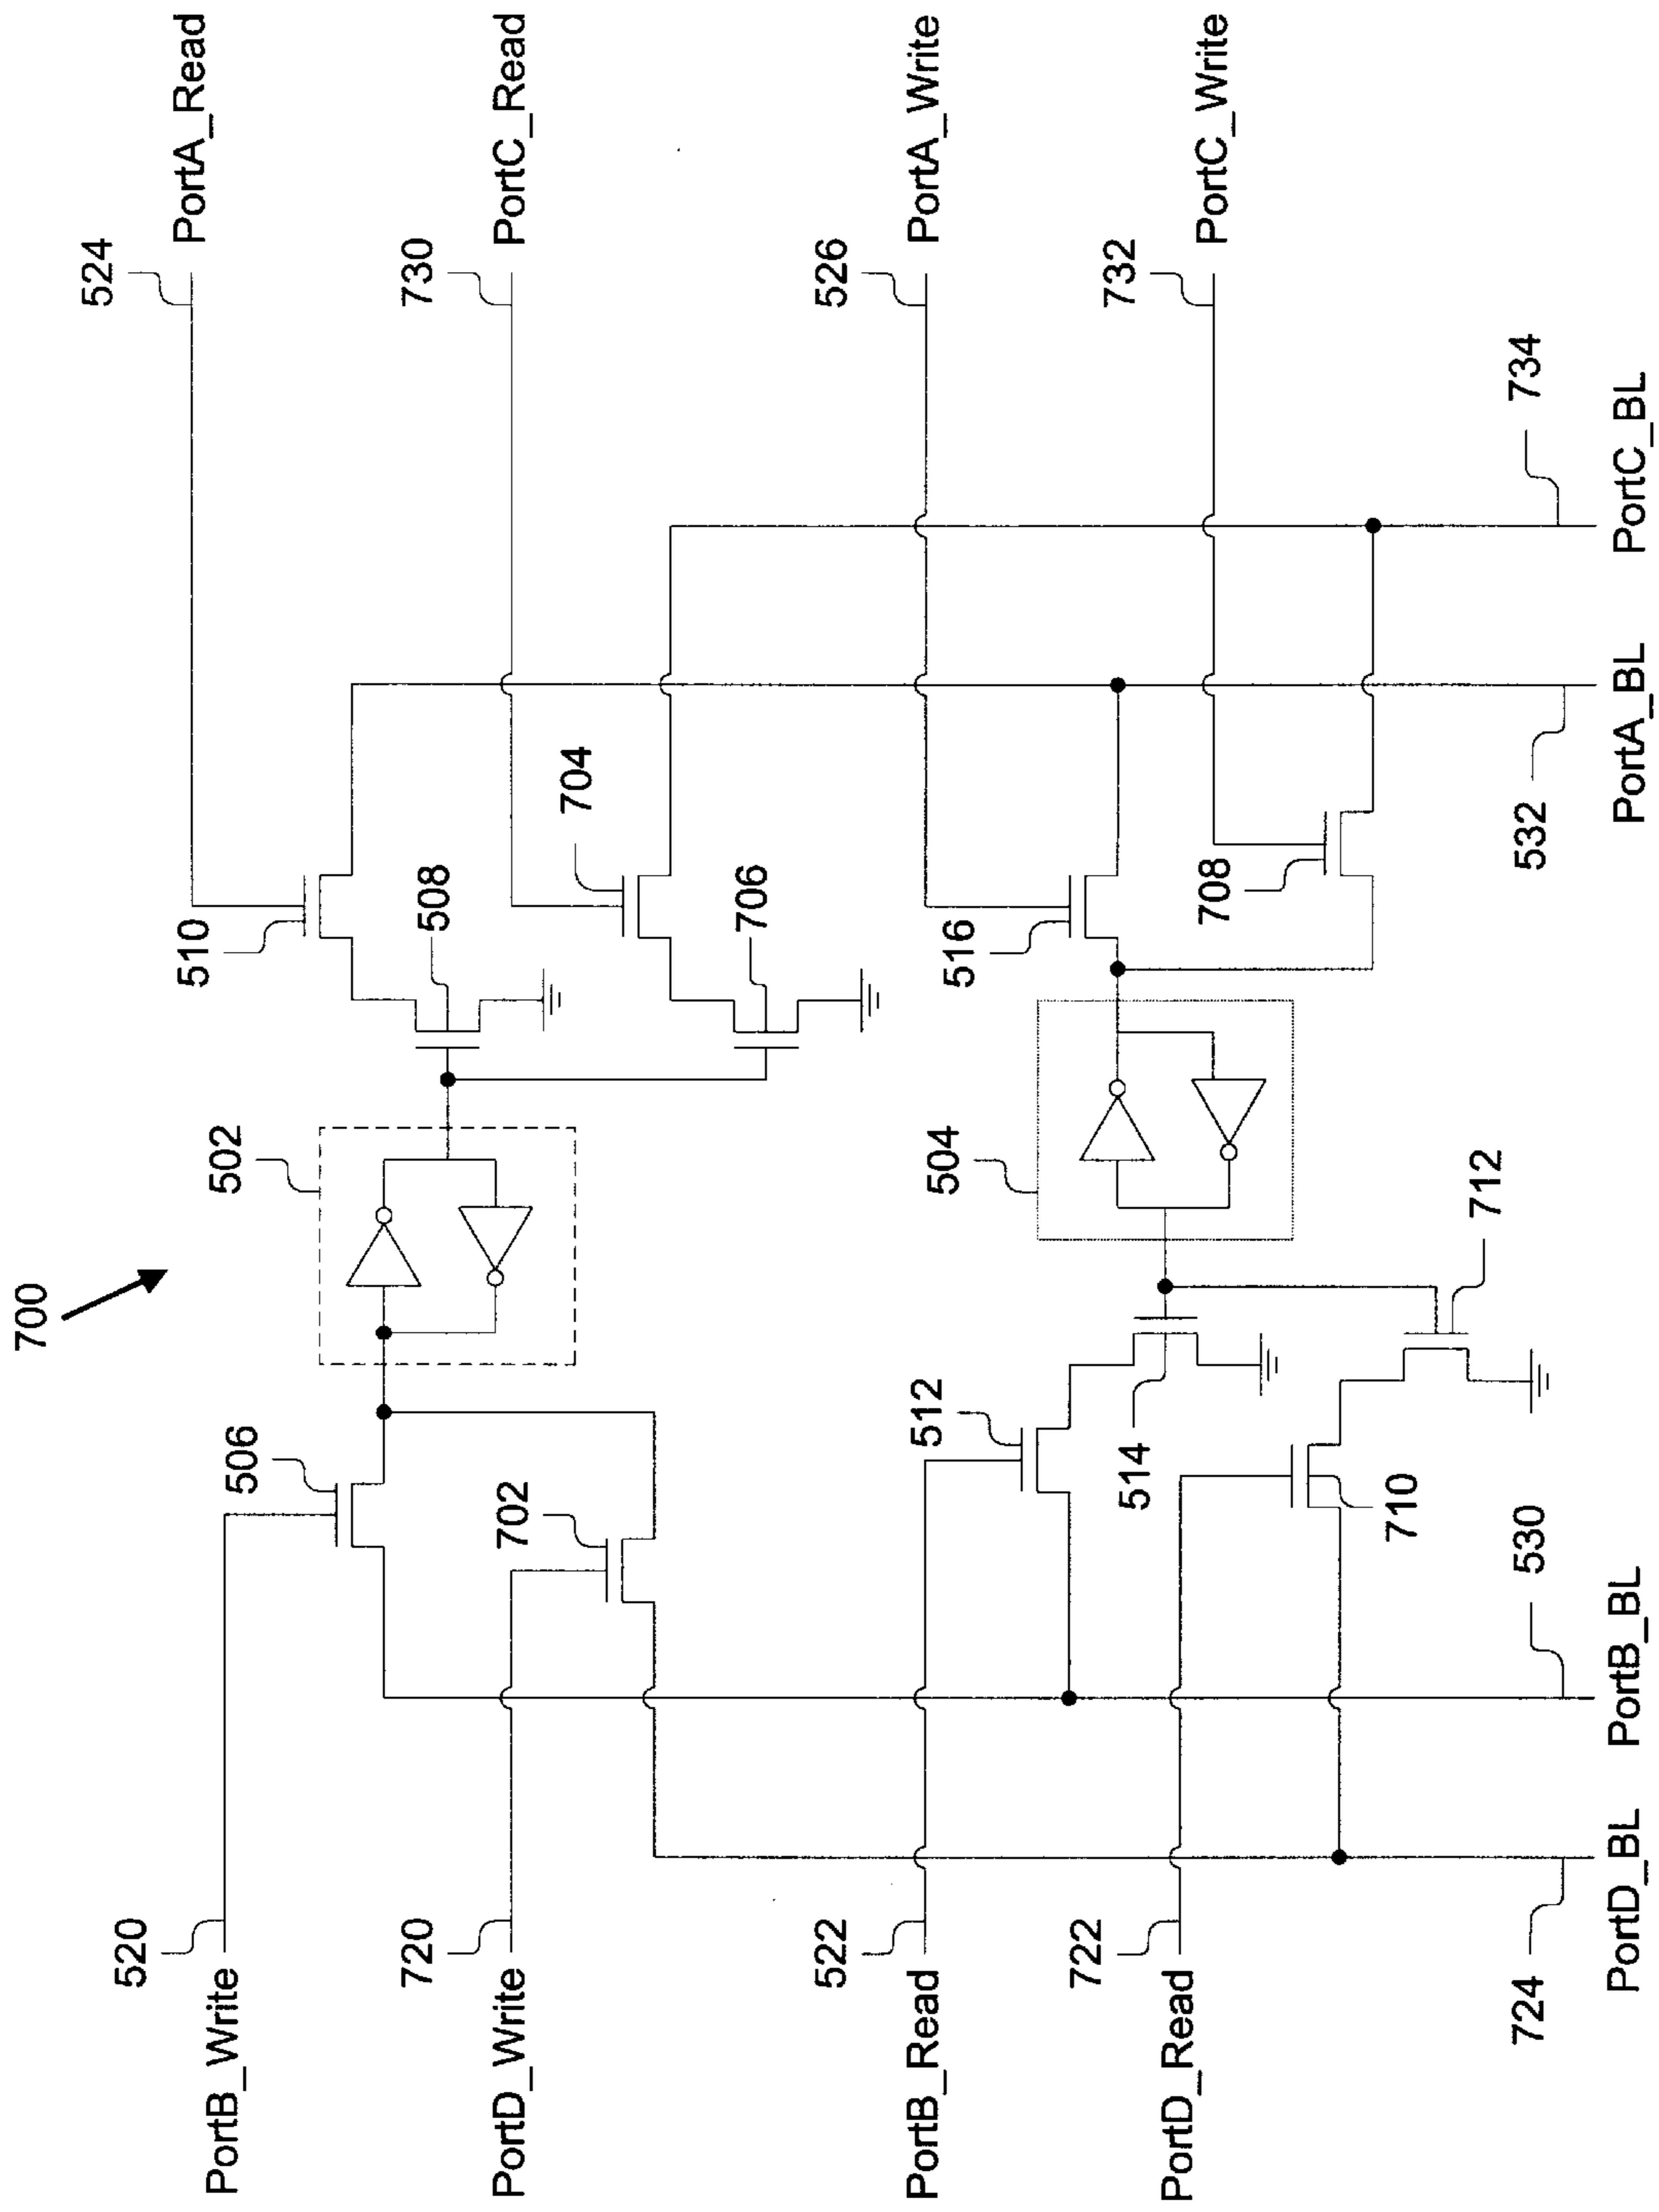 700
520
PortB_Write
506
502
510
524
PortA_Read
720
PortD_Write
702
508
704
730
PortC_Read
706
522
PortB_Read
512
504
516
526
PortA_Write
722
PortD_Read
514
710
712
708
732
PortC_Write
724
PortD_BL
530
PortB_BL
532
PortA_BL
734
PortC_BL